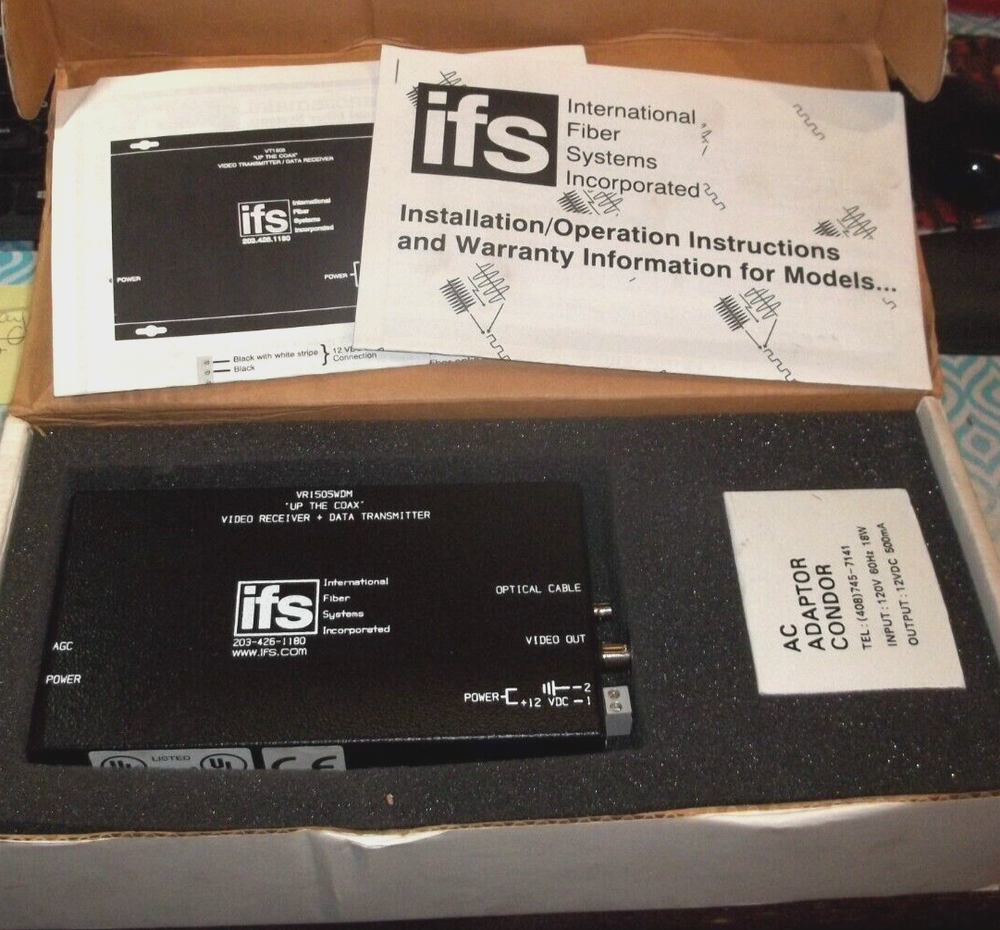 VT1505
"UP THE COAX"
VIDEO TRANSMITTER / DATA RECEIVER
ifs
International
Fiber
Systems
Incorporated
203.426.1180
POWER
POWER
Black with white stripe
Black
12
Connection
ifs
International
Fiber
Systems
Incorporated
Installation/Operation Instructions
and Warranty Information for Models...
VR1505WDM
"UP THE COAX"
VIDEO RECEIVER + DATA TRANSMITTER
ifs
International
Fiber
Systems
Incorporated
203-426-1180
www.IFS.COM
AGC
POWER
OPTICAL CABLE
VIDEO OUT
POWER
+12 VDC
2
1
UL LISTED UL
CE
AC
ADAPTOR
CONDOR
TEL:(408)745-7141
INPUT:120V 60Hz 18W
OUTPUT:12VDC 500mA